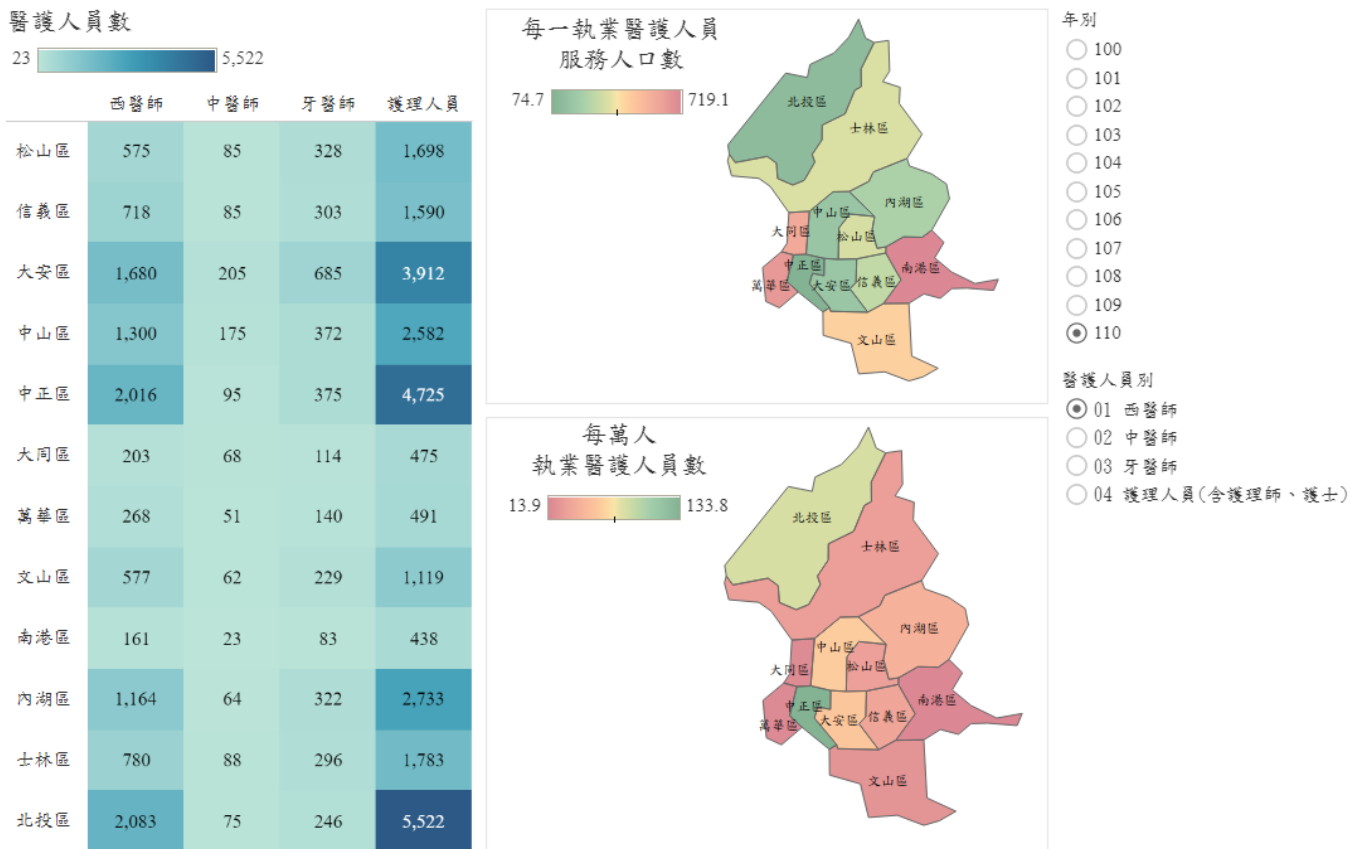 醫護人員數
23 5,522
西醫師 中醫師 牙醫師 護理人員
松山區 575 85 328 1,698
信義區 718 85 303 1,590
大安區 1,680 205 685 3,912
中山區 1,300 175 372 2,582
中正區 2,016 95 375 4,725
大同區 203 68 114 475
萬華區 268 51 140 491
文山區 577 62 229 1,119
南港區 161 23 83 438
內湖區 1,164 64 322 2,733
士林區 780 88 296 1,783
北投區 2,083 75 246 5,522
每一執業醫護人員
服務人口數
74.7 719.1
北投區
士林區
內湖區
中山區
大同區
松山區
南港區
中正區
萬華區
大安區
信義區
文山區
每萬人
執業醫護人員數
13.9 133.8
北投區
士林區
內湖區
中山區
大同區
松山區
南港區
中正區
萬華區
大安區
信義區
文山區
年別
100
101
102
103
104
105
106
107
108
109
110
醫護人員別
01 西醫師
02 中醫師
03 牙醫師
04 護理人員(含護理師、護士)